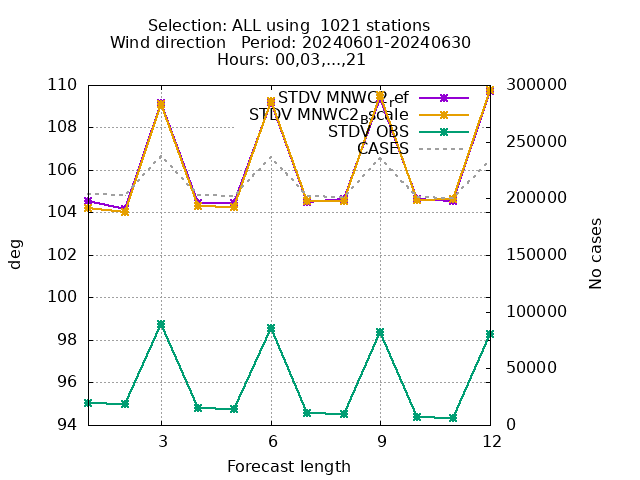 Selection: ALL using  1021 stations
Wind direction   Period: 20240601-20240630
Hours: 00,03,...,21
110 300000
STDV MNWC2ref
STDV MNWC2Bscale
108
STDV OBS
250000
CASES
106
104 200000
102
150000
100 100000
98
50000
96
94 0
3 6 9 12
deg
No cases
Forecast length